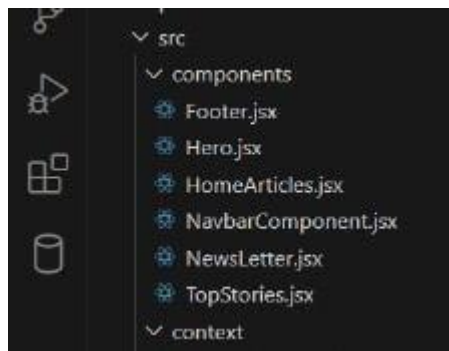 src
components
Footer.jsx
Hero.jsx
HomeArticles.jsx
NavbarComponent.jsx
NewsLetter.jsx
TopStories.jsx
context